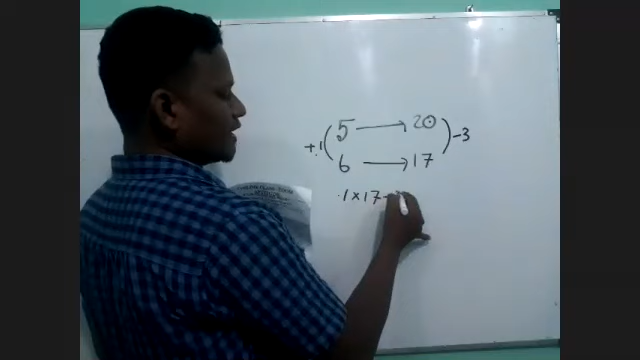 5 → 20
+1 ( ) -3
6 → 17
.1 × 17 -